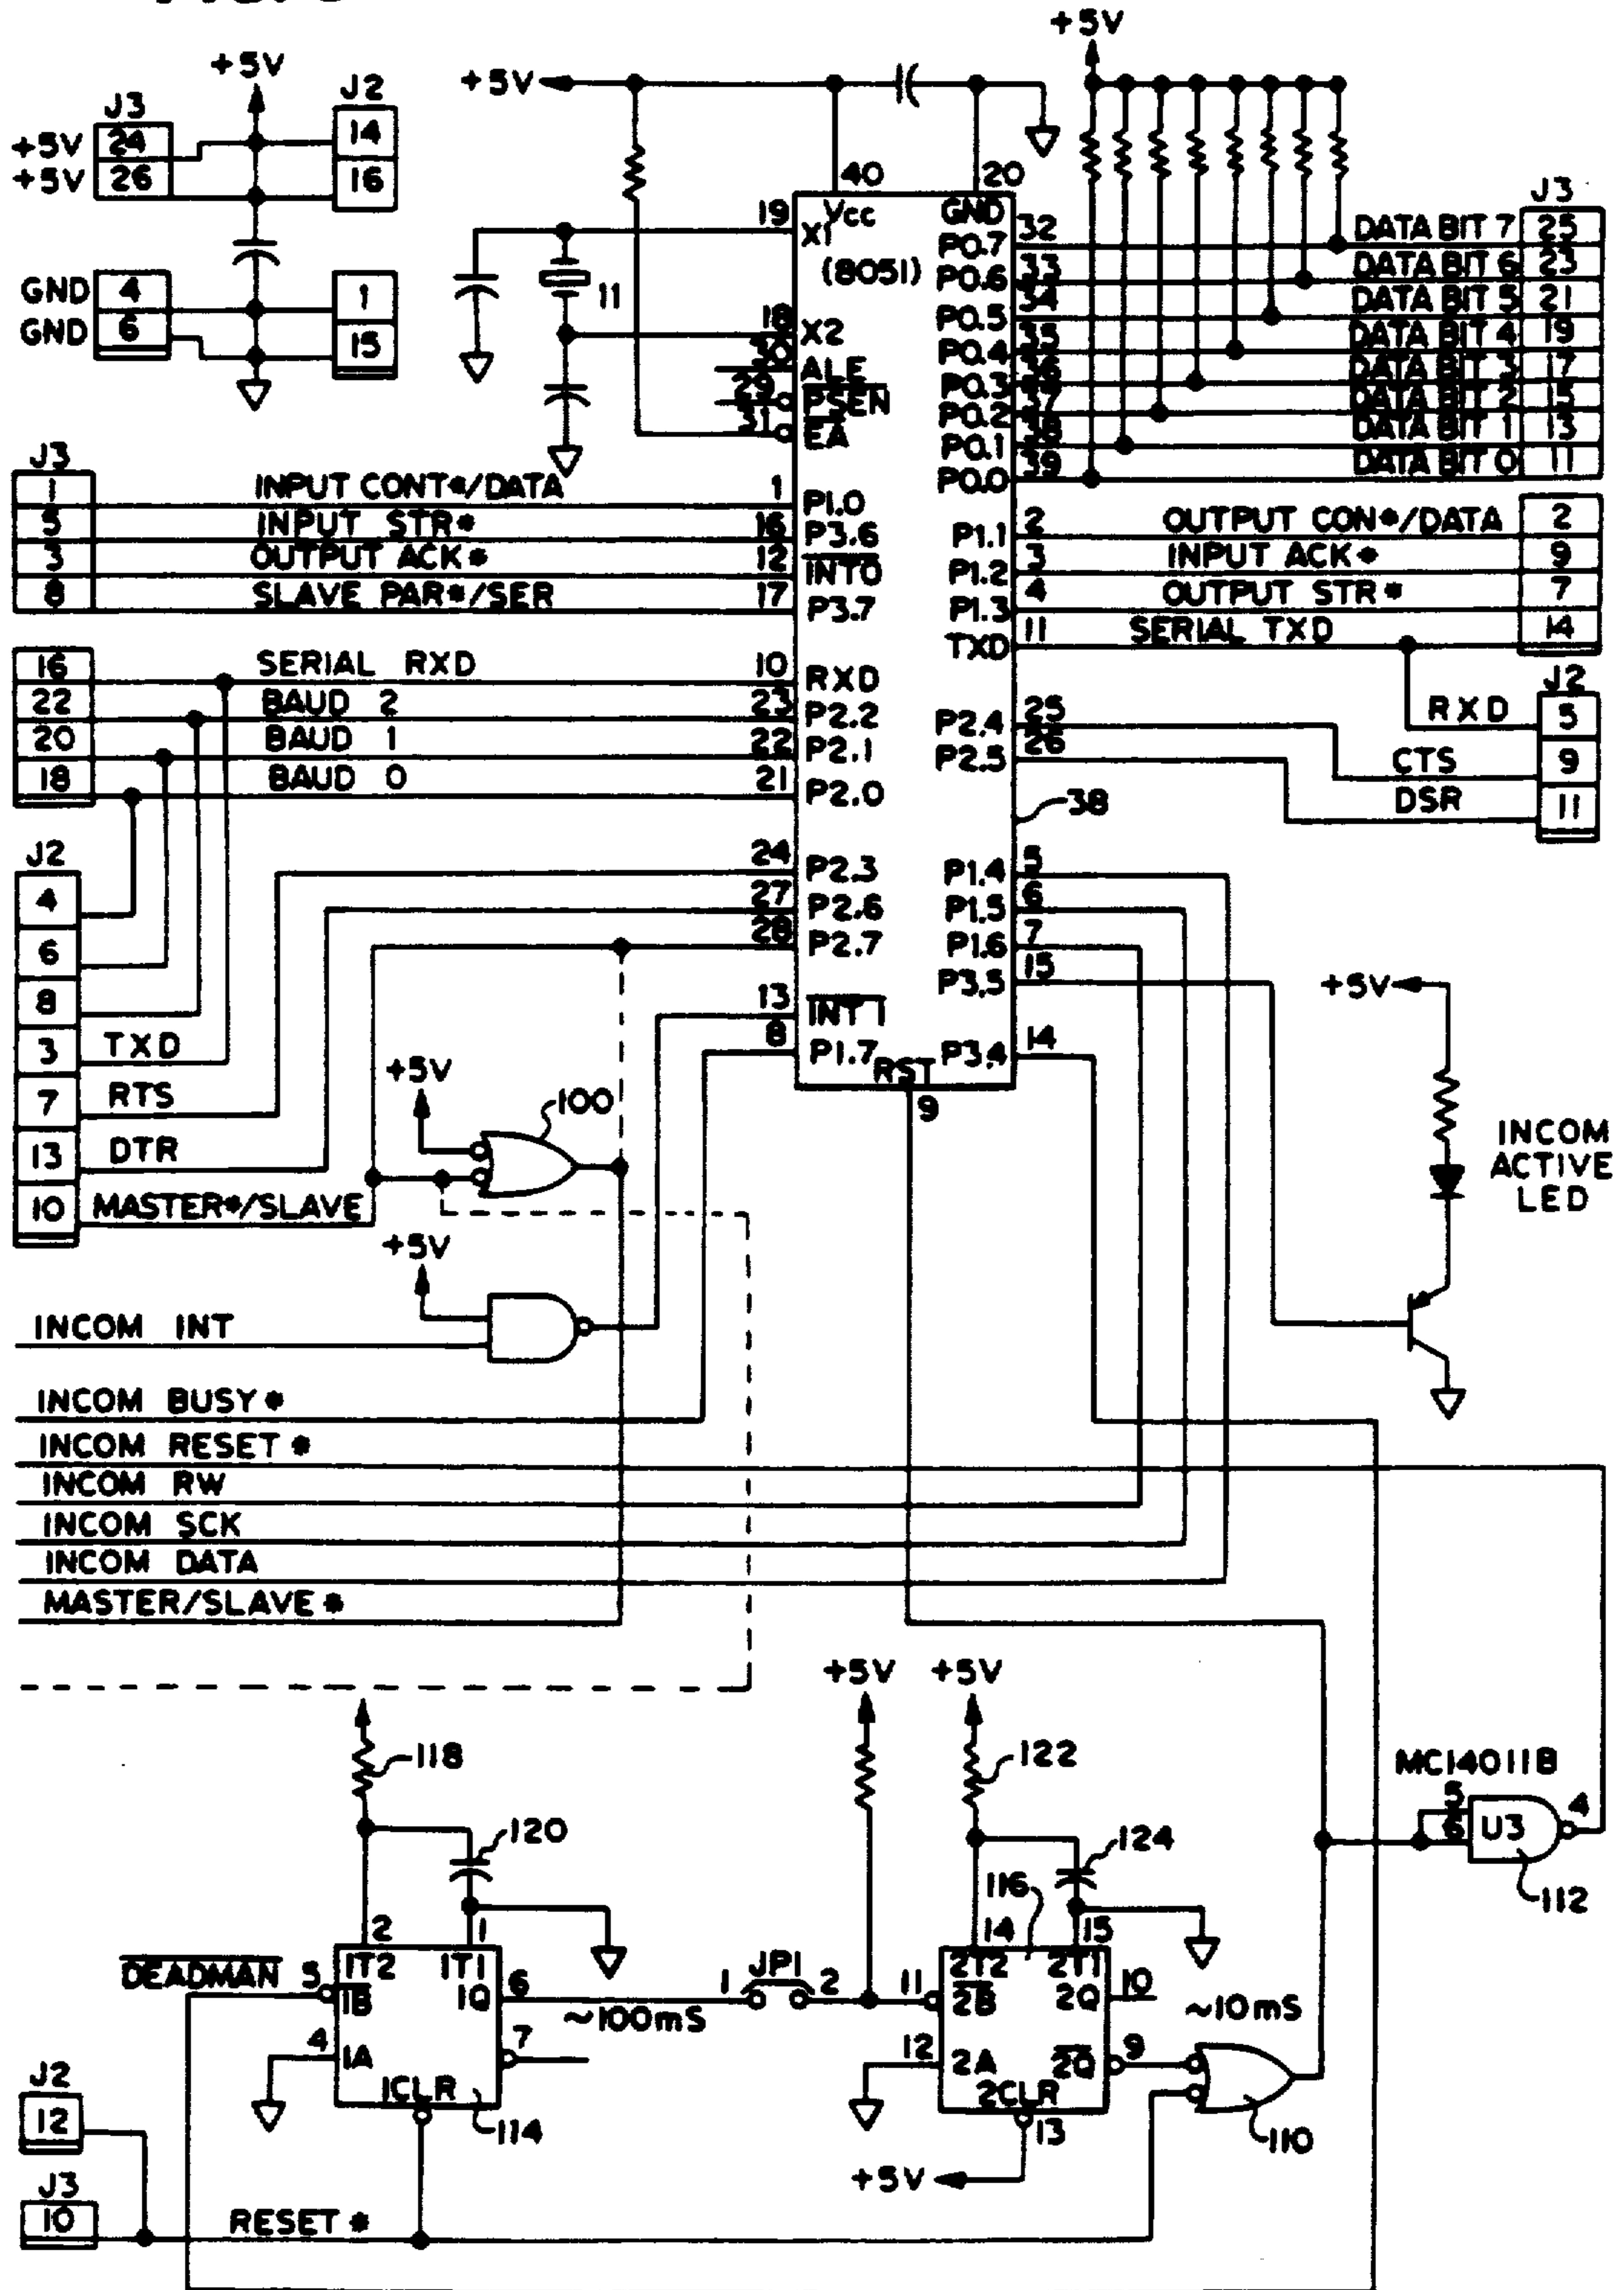 +5V
+5V
J2
J3
+5V 24
+5V 26
14
16
GND 4
GND 6
1
15
+5V
40
20
Vcc
GND
19
X1
(8051)
11
18
X2
30
ALE
29
PSEN
31
EA
32
P0.7
DATA BIT 7
33
P0.6
DATA BIT 6
34
P0.5
DATA BIT 5
35
P0.4
DATA BIT 4
36
P0.3
DATA BIT 3
37
P0.2
DATA BIT 2
38
P0.1
DATA BIT 1
39
P0.0
DATA BIT 0
J3
25
23
21
19
17
15
13
11
J3
1 INPUT CONT*/DATA 1 P1.0
5 INPUT STR* 16 P3.6
3 OUTPUT ACK* 12 INT0
8 SLAVE PAR*/SER 17 P3.7
P1.1 2 OUTPUT CON*/DATA 2
P1.2 3 INPUT ACK* 9
P1.3 4 OUTPUT STR* 7
TXD 11 SERIAL TXD 14
16 SERIAL RXD 10 RXD
22 BAUD 2 23 P2.2
20 BAUD 1 22 P2.1
18 BAUD 0 21 P2.0
J2
RXD 5
P2.4 25 CTS 9
P2.5 26 DSR 11
38
J2
4
6
8
3 TXD
7 RTS
13 DTR
10 MASTER*/SLAVE
24 P2.3
27 P2.6
28 P2.7
13 INT 1
8 P1.7
P1.4 5
P1.5 6
P1.6 7
P3.5 15
P3.4 14
RST
9
+5V
100
+5V
+5V
INCOM
ACTIVE
LED
INCOM INT
INCOM BUSY*
INCOM RESET*
INCOM RW
INCOM SCK
INCOM DATA
MASTER/SLAVE*
+5V +5V
118
122
120
124
116
MC14011B
5
6
U3
4
112
DEADMAN 5
2
1
1T2
1T1
1B
1Q
6
~100mS
4
1A
7
1CLR
114
1 JP1 2
11
14
15
2T2
2T1
2B
2Q
10
~10mS
12
2A
2Q
9
2CLR
13
110
+5V
J2
12
J3
10
RESET*